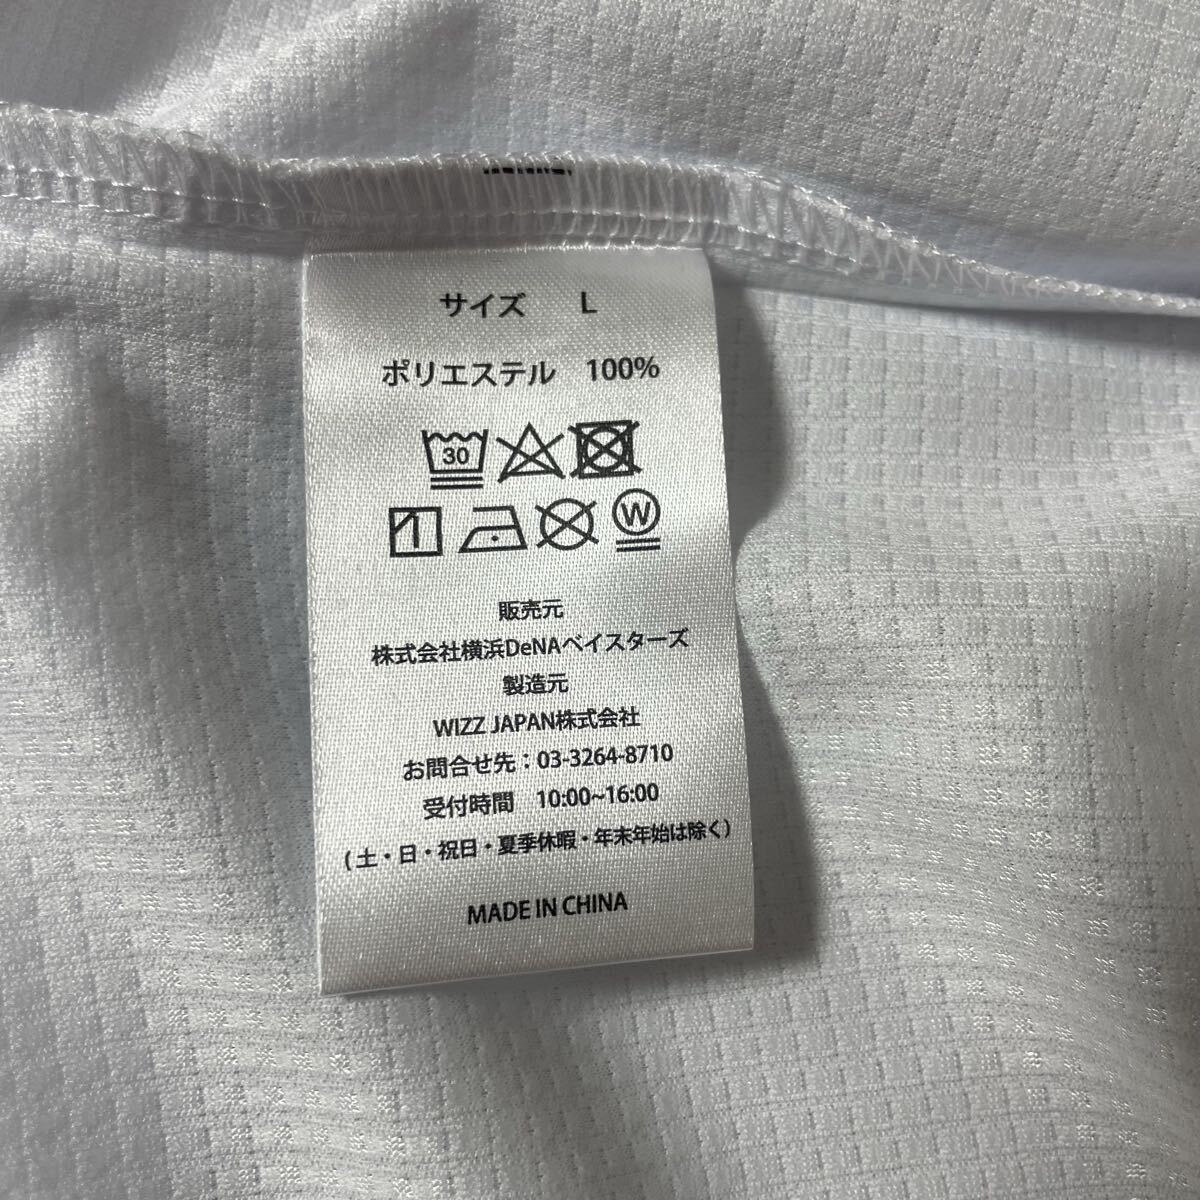 サイズ L
ポリエステル 100%
30
W
販売元
株式会社横浜DeNAベイスターズ
製造元
WIZZ JAPAN株式会社
お問合せ先：03-3264-8710
受付時間 10:00~16:00
(土・日・祝日・夏季休暇・年末年始は除く)
MADE IN CHINA